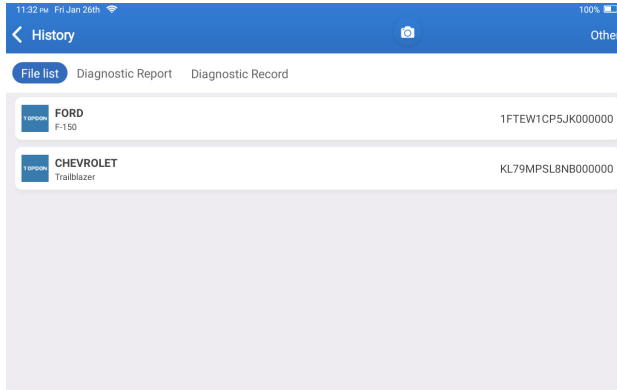 11:32 PM Fri Jan 26th 100%
History
Other
File list Diagnostic Report Diagnostic Record
TOPDON FORD 1FTEW1CP5JK000000
F-150
TOPDON CHEVROLET KL79MPSL8NB000000
Trailblazer